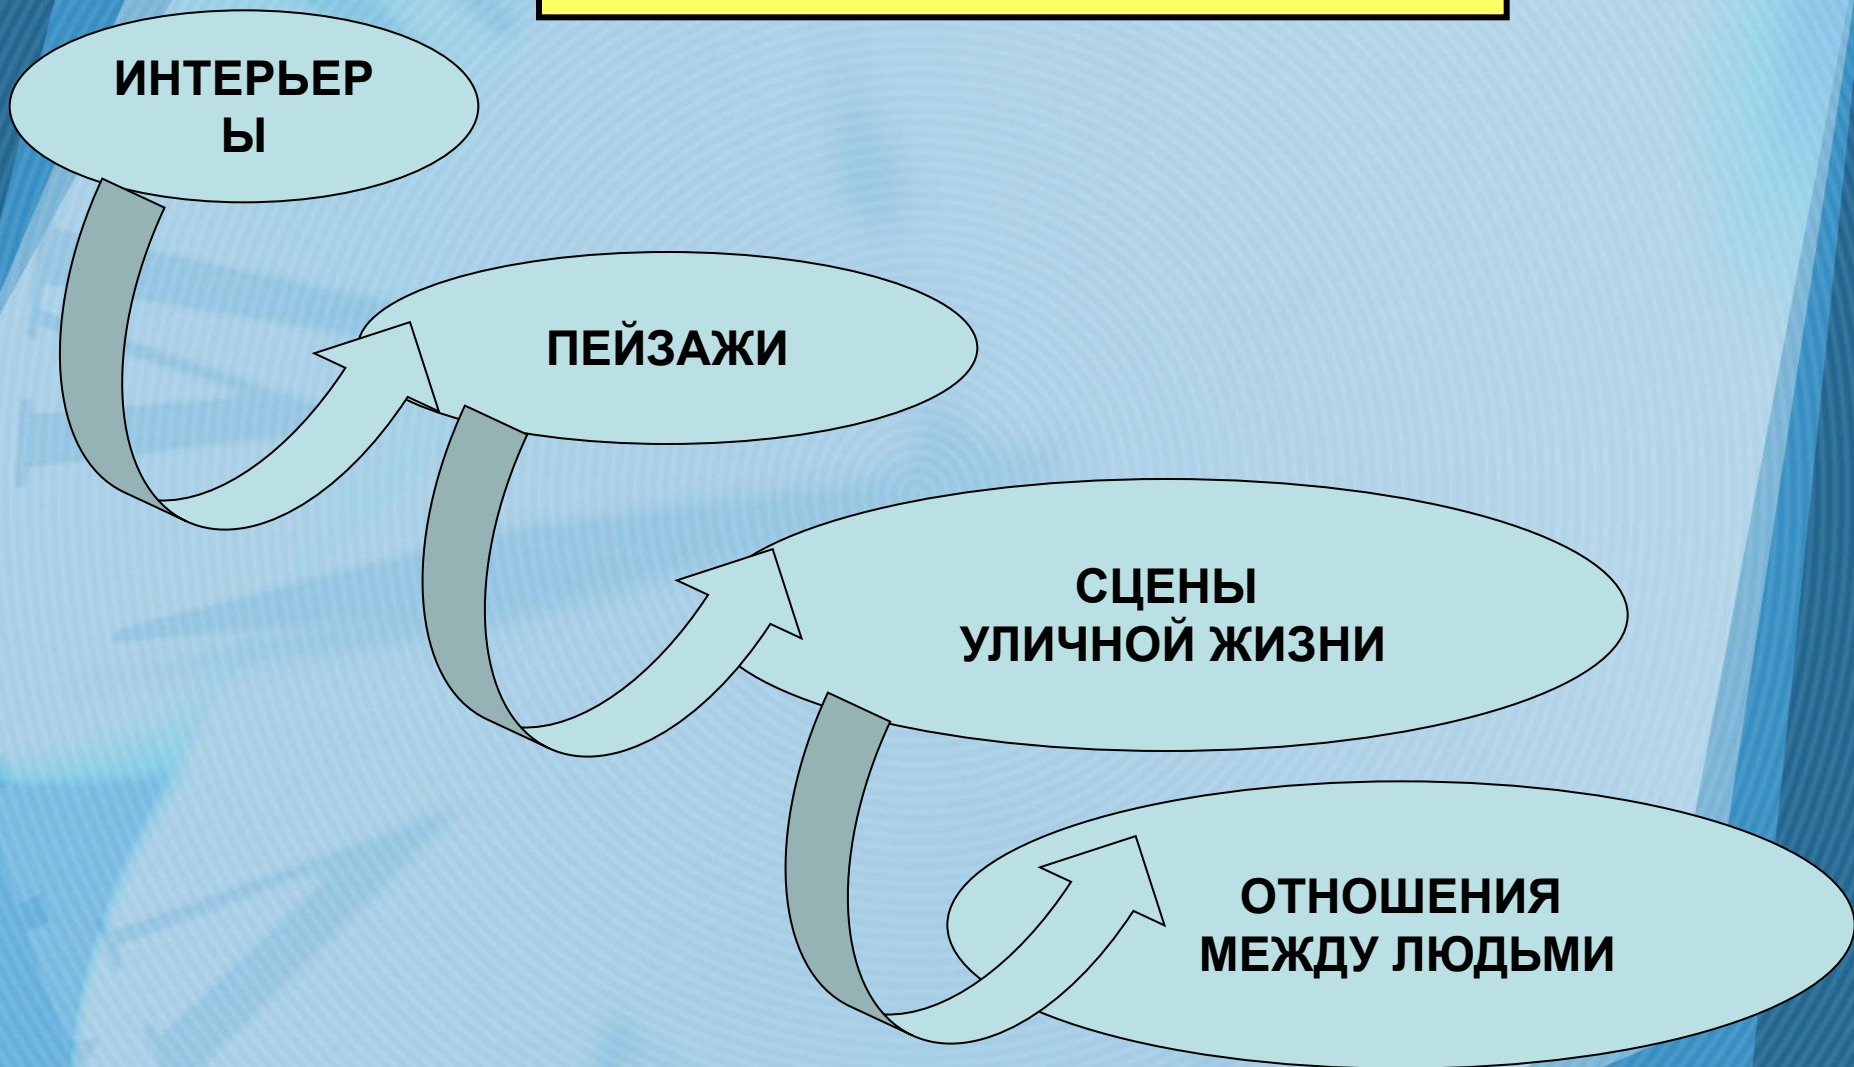 ИНТЕРЬЕР
Ы
ПЕЙЗАЖИ
СЦЕНЫ
УЛИЧНОЙ ЖИЗНИ
ОТНОШЕНИЯ
МЕЖДУ ЛЮДЬМИ